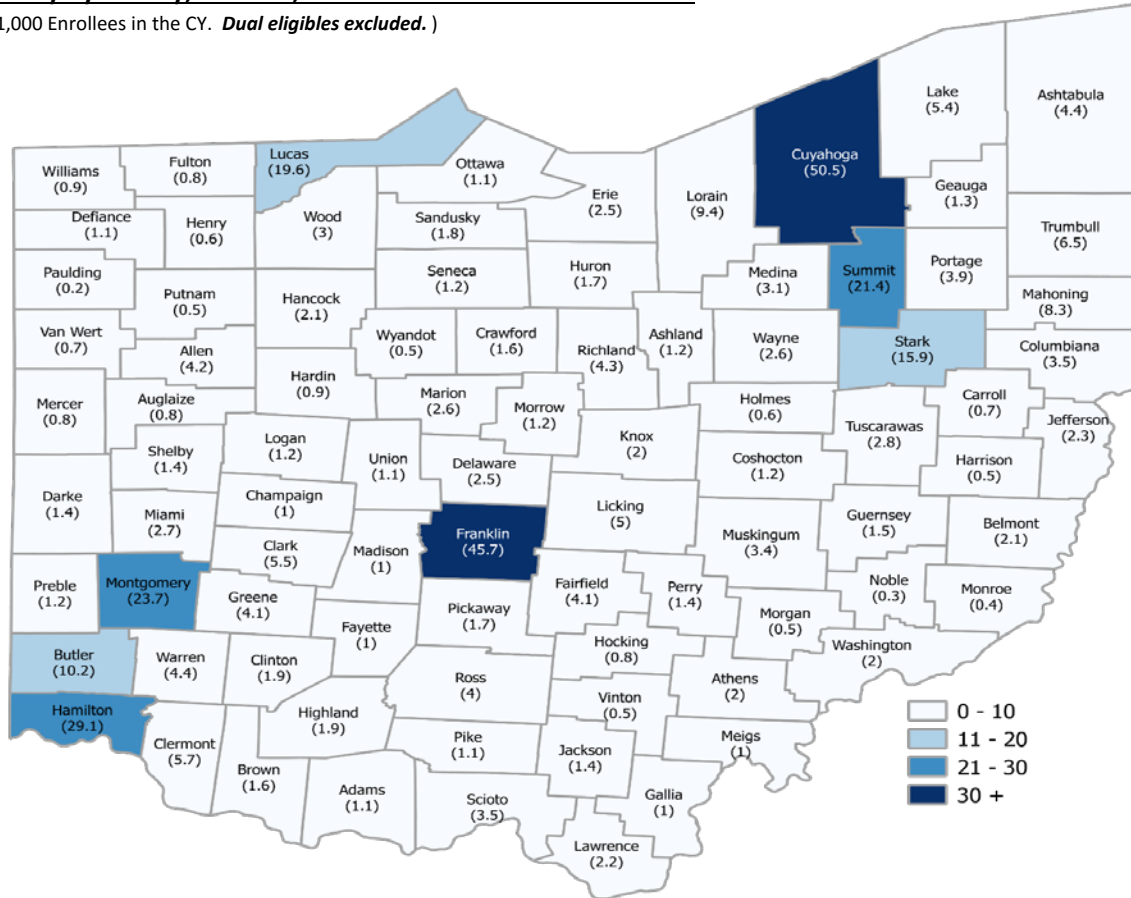 1,000 Enrollees in the CY. Dual eligibles excluded. )
Lake
(5.4)
Ashtabula
(4.4)
Cuyahoga
(50.5)
Lucas
(19.6)
Fulton
(0.8)
Williams
(0.9)
Ottawa
(1.1)
Geauga
(1.3)
Erie
(2.5)
Lorain
(9.4)
Defiance
(1.1)
Henry
(0.6)
Wood
(3)
Sandusky
(1.8)
Trumbull
(6.5)
Paulding
(0.2)
Putnam
(0.5)
Hancock
(2.1)
Seneca
(1.2)
Huron
(1.7)
Medina
(3.1)
Summit
(21.4)
Portage
(3.9)
Mahoning
(8.3)
Van Wert
(0.7)
Allen
(4.2)
Wyandot
(0.5)
Crawford
(1.6)
Richland
(4.3)
Ashland
(1.2)
Wayne
(2.6)
Stark
(15.9)
Columbiana
(3.5)
Mercer
(0.8)
Auglaize
(0.8)
Hardin
(0.9)
Marion
(2.6)
Morrow
(1.2)
Holmes
(0.6)
Carroll
(0.7)
Jefferson
(2.3)
Tuscarawas
(2.8)
Shelby
(1.4)
Logan
(1.2)
Union
(1.1)
Delaware
(2.5)
Knox
(2)
Coshocton
(1.2)
Harrison
(0.5)
Darke
(1.4)
Miami
(2.7)
Champaign
(1)
Licking
(5)
Muskingum
(3.4)
Guernsey
(1.5)
Belmont
(2.1)
Clark
(5.5)
Madison
(1)
Franklin
(45.7)
Preble
(1.2)
Montgomery
(23.7)
Greene
(4.1)
Fairfield
(4.1)
Perry
(1.4)
Noble
(0.3)
Monroe
(0.4)
Fayette
(1)
Pickaway
(1.7)
Morgan
(0.5)
Washington
(2)
Butler
(10.2)
Warren
(4.4)
Clinton
(1.9)
Hocking
(0.8)
Ross
(4)
Athens
(2)
Vinton
(0.5)
Hamilton
(29.1)
Highland
(1.9)
Clermont
(5.7)
Pike
(1.1)
Jackson
(1.4)
Meigs
(1)
Brown
(1.6)
Adams
(1.1)
Scioto
(3.5)
Gallia
(1)
Lawrence
(2.2)
0 - 10
11 - 20
21 - 30
30 +